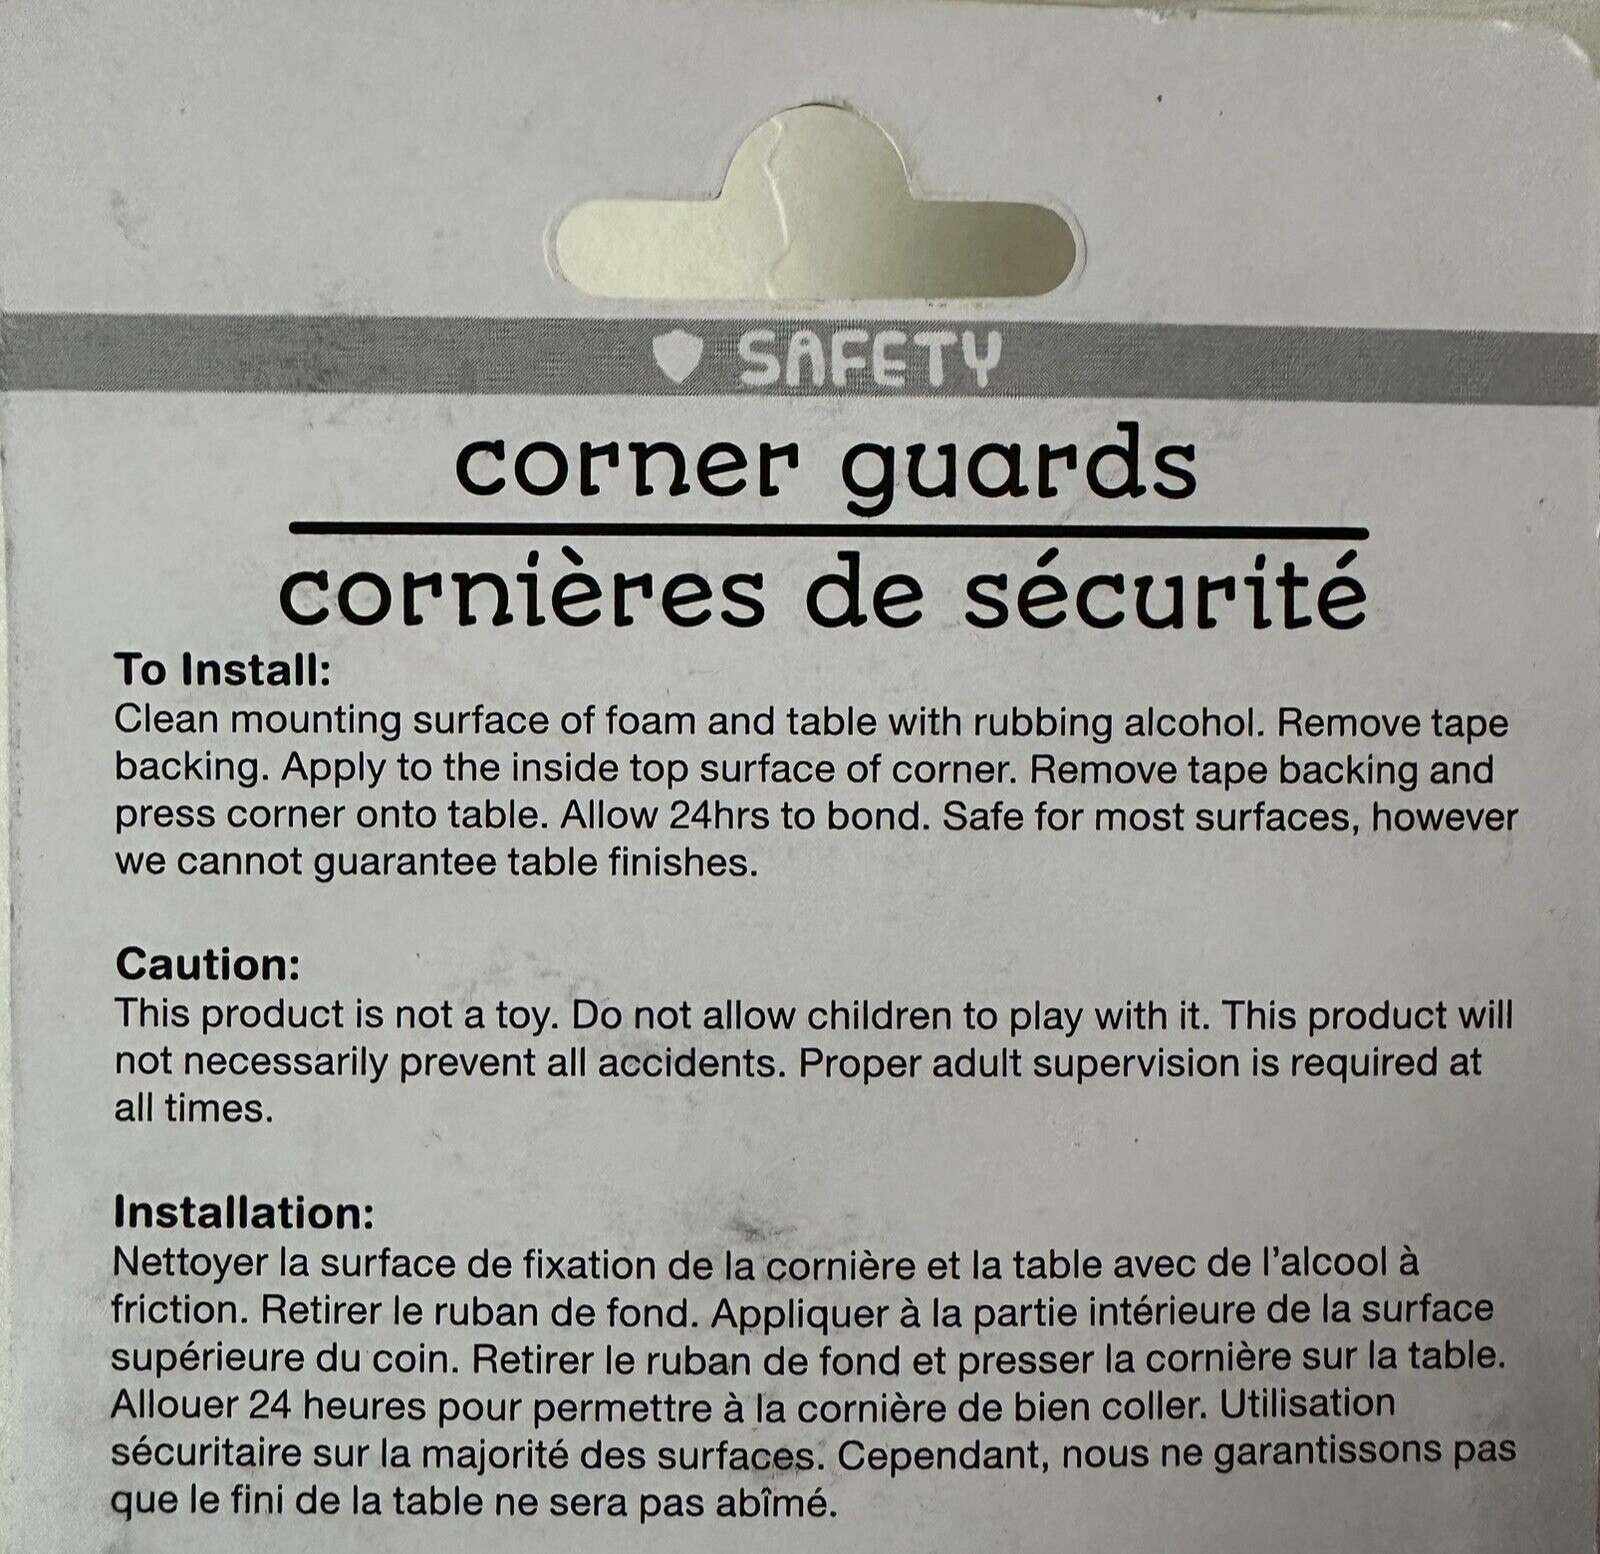 SAFETY
corner guards
cornières de sécurité
To Install:
Clean mounting surface of foam and table with rubbing alcohol. Remove tape
backing. Apply to the inside top surface of corner. Remove tape backing and
press corner onto table. Allow 24hrs to bond. Safe for most surfaces, however
we cannot guarantee table finishes.
Caution:
This product is not a toy. Do not allow children to play with it. This product will
not necessarily prevent all accidents. Proper adult supervision is required at
all times.
Installation:
Nettoyer la surface de fixation de la cornière et la table avec de l'alcool à
friction. Retirer le ruban de fond. Appliquer à la partie intérieure de la surface
supérieure du coin. Retirer le ruban de fond et presser la cornière sur la table.
Allouer 24 heures pour permettre à la cornière de bien coller. Utilisation
sécuritaire sur la majorité des surfaces. Cependant, nous ne garantissons pas
que le fini de la table ne sera pas abîmé.